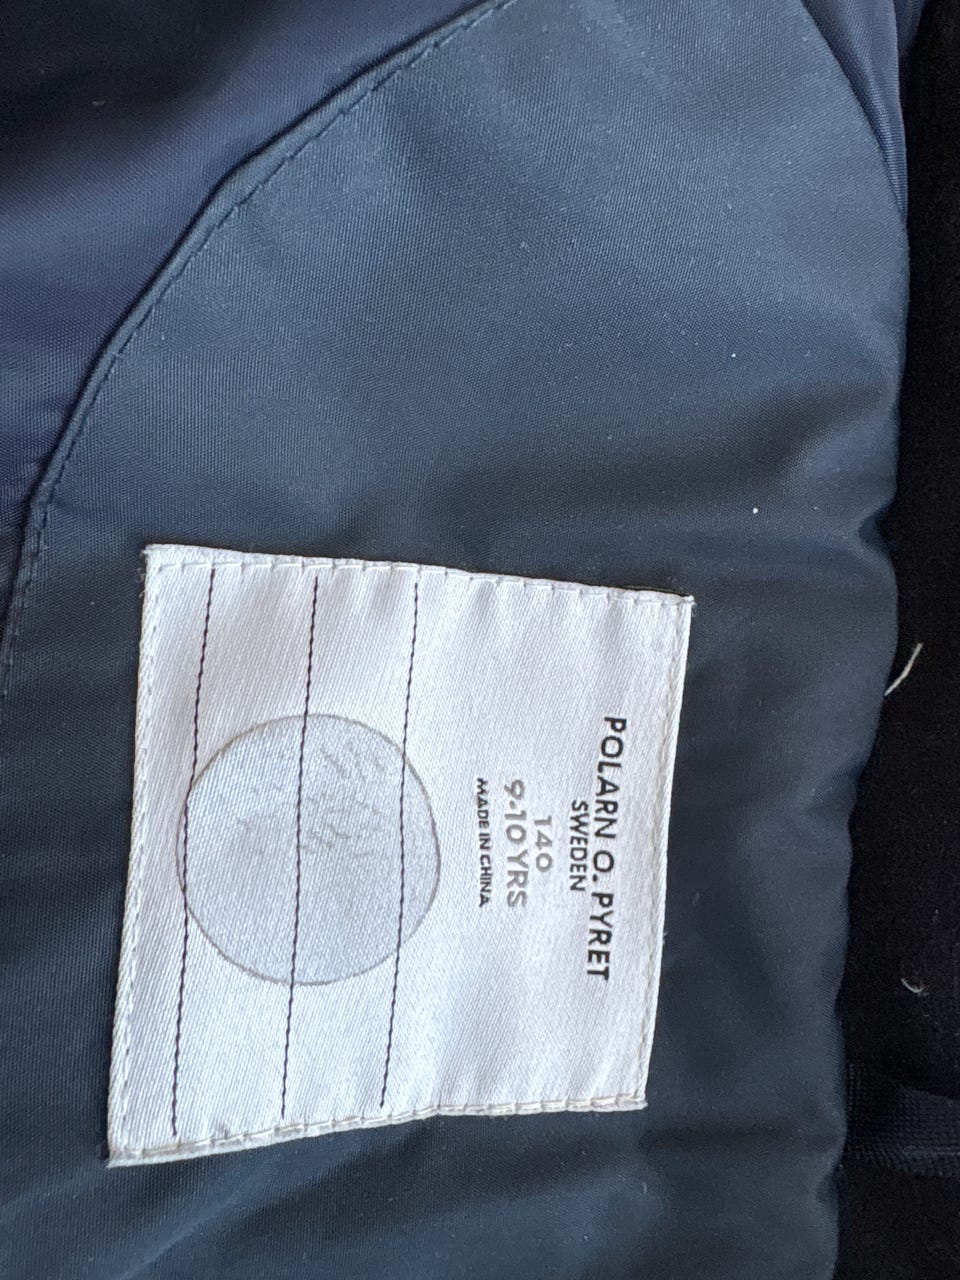 POLARN O. PYRET
SWEDEN
140
9-10 YRS
MADE IN CHINA